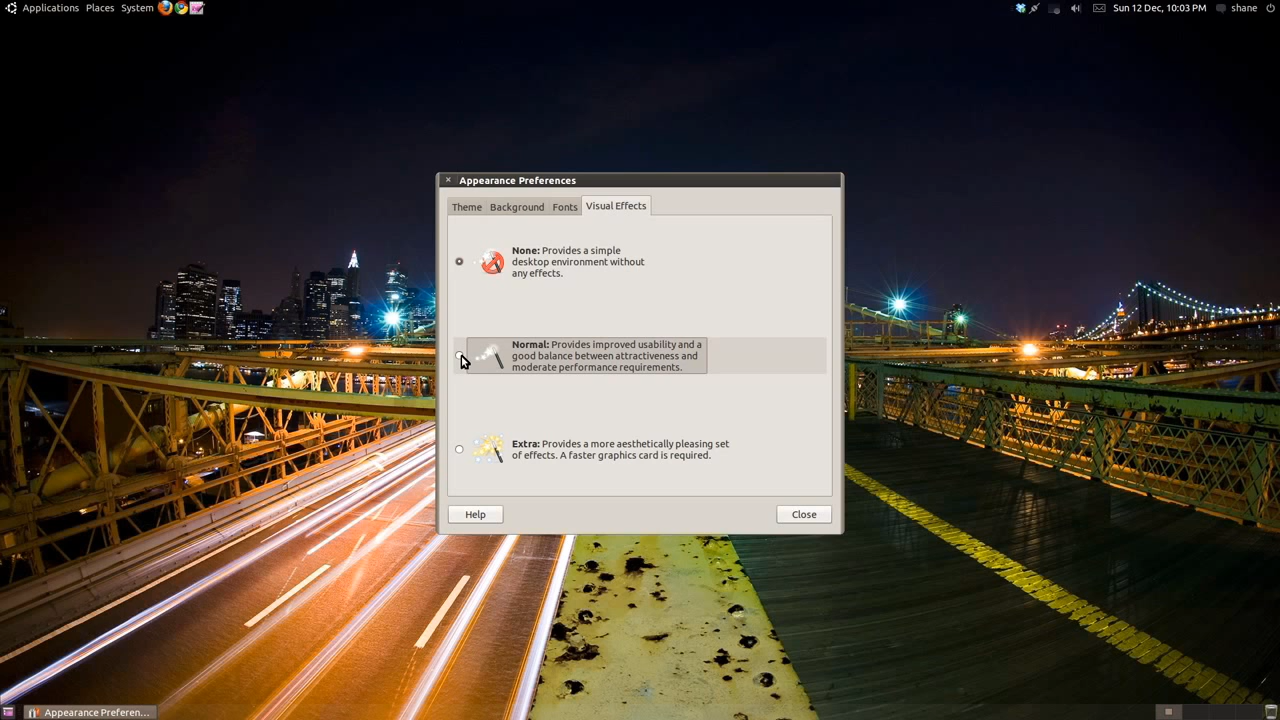 Applications Places System Sun 12 Dec, 10:03 PM shane
Appearance Preferences
Theme Background Fonts Visual Effects
None: Provides a simple
desktop environment without
any effects.
Normal: Provides improved usability and a
good balance between attractiveness and
moderate performance requirements.
Extra: Provides a more aesthetically pleasing set
of effects. A faster graphics card is required.
Help Close
Appearance Preferen...